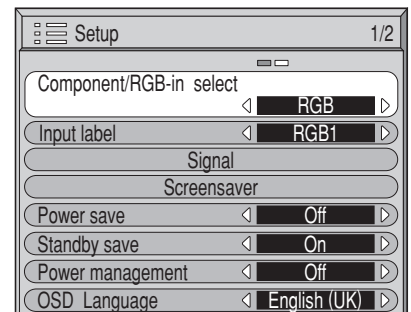 Setup 1/2
Component/RGB-in select
RGB
Input label RGB1
Signal
Screensaver
Power save Off
Standby save On
Power management Off
OSD Language English (UK)